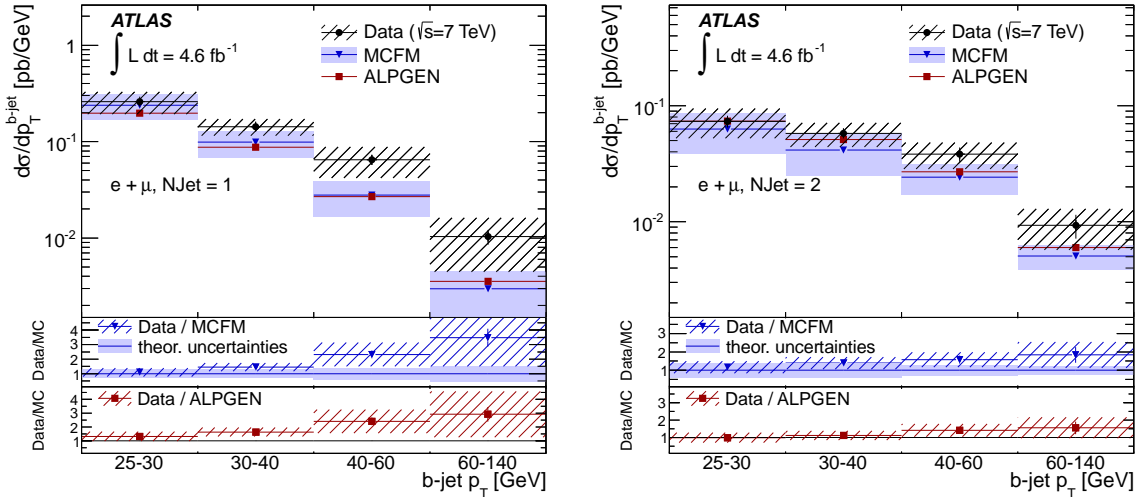 ATLAS
∫ L dt = 4.6 fb⁻¹
Data (√s=7 TeV)
MCFM
ALPGEN
e + μ, NJet = 1
dσ/dp_T^b-jet [pb/GeV]
1
10⁻¹
10⁻²
Data / MCFM
theor. uncertainties
Data/MC
4
3
2
1
Data / ALPGEN
Data/MC
4
3
2
1
25-30 30-40 40-60 60-140
b-jet p_T [GeV]
ATLAS
∫ L dt = 4.6 fb⁻¹
Data (√s=7 TeV)
MCFM
ALPGEN
e + μ, NJet = 2
dσ/dp_T^b-jet [pb/GeV]
10⁻¹
10⁻²
Data / MCFM
theor. uncertainties
Data/MC
3
2
1
Data / ALPGEN
Data/MC
3
2
1
25-30 30-40 40-60 60-140
b-jet p_T [GeV]